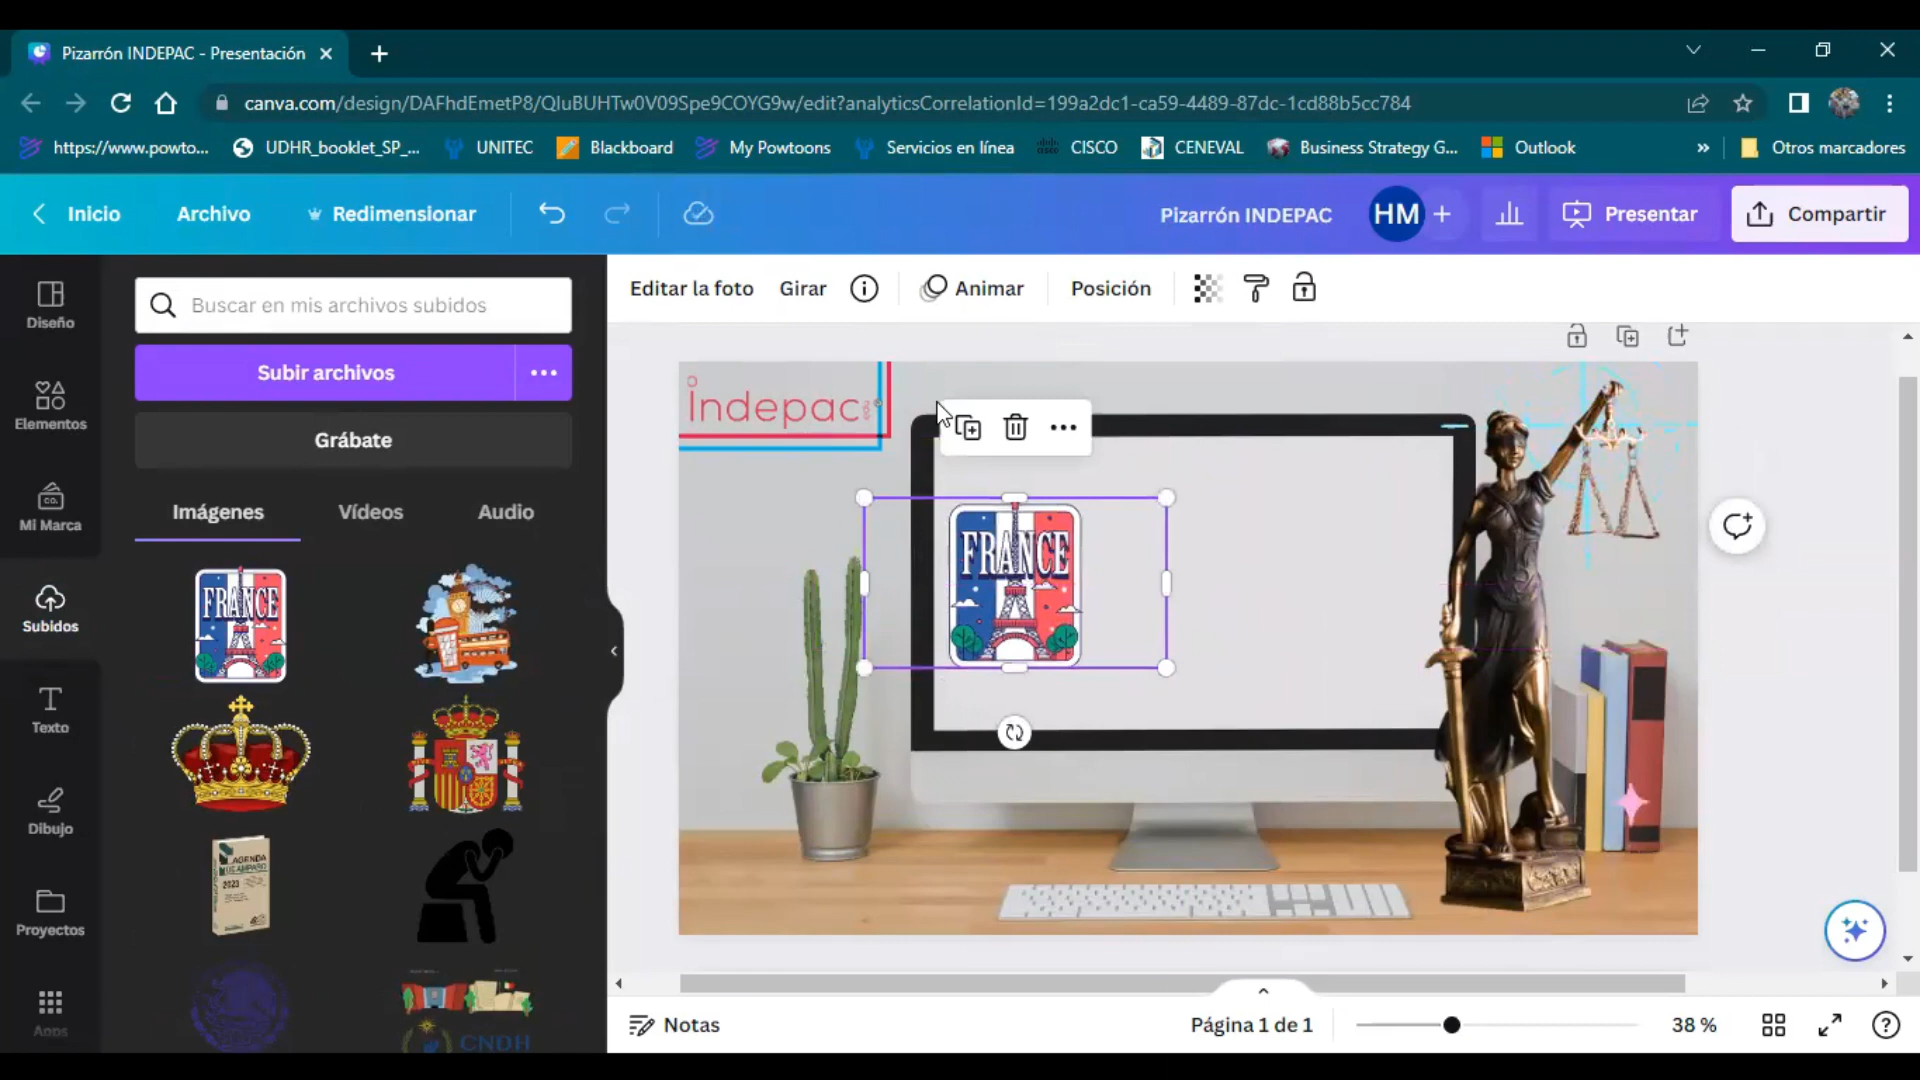 Pizarrón INDEPAC - Presentación
canva.com/design/DAFhdEmetP8/QIuBUHTw0V09Spe9COYG9w/edit?analyticsCorrelationId=199a2dc1-ca59-4489-87dc-1cd88b5cc784
https://www.powto... UDHR_booklet_SP_... UNITEC Blackboard My Powtoons Servicios en línea CISCO CENEVAL Business Strategy G... Outlook » Otros marcadores
Inicio Archivo Redimensionar Pizarrón INDEPAC HM + Presentar Compartir
Diseño
Elementos
Mi Marca
Subidos
Texto
Dibujo
Proyectos
Apps
Buscar en mis archivos subidos
Subir archivos
Grábate
Imágenes Vídeos Audio
FRANCE
AGENDA
2023
CNDH
Editar la foto Girar Animar Posición
indepac
FRANCE
Notas Página 1 de 1 38 %